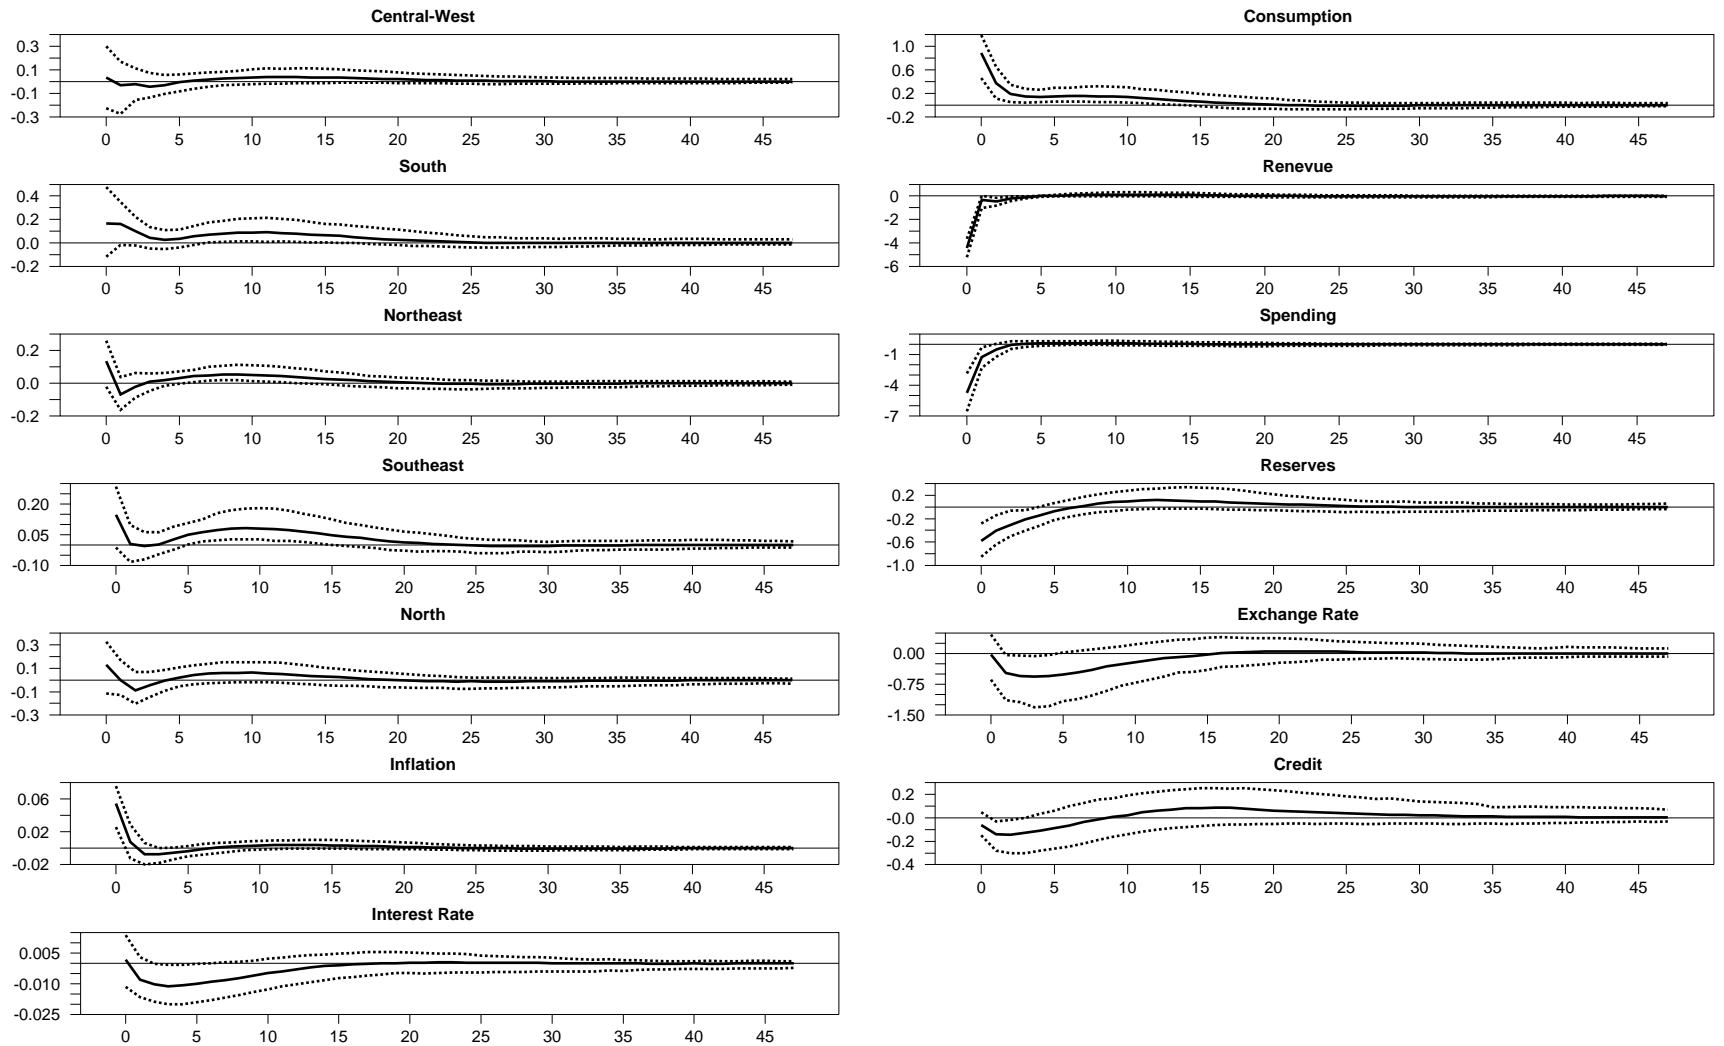 Central-West
0.3
0.1
-0.1
-0.3
0 5 10 15 20 25 30 35 40 45
South
0.4
0.2
0.0
-0.2
0 5 10 15 20 25 30 35 40 45
Northeast
0.2
0.0
-0.2
0 5 10 15 20 25 30 35 40 45
Southeast
0.20
0.05
-0.10
0 5 10 15 20 25 30 35 40 45
North
0.3
0.1
-0.1
-0.3
0 5 10 15 20 25 30 35 40 45
Inflation
0.06
0.02
-0.02
0 5 10 15 20 25 30 35 40 45
Interest Rate
0.005
-0.010
-0.025
0 5 10 15 20 25 30 35 40 45
Consumption
1.0
0.6
0.2
-0.2
0 5 10 15 20 25 30 35 40 45
Renevue
0
-2
-4
-6
0 5 10 15 20 25 30 35 40 45
Spending
-1
-4
-7
0 5 10 15 20 25 30 35 40 45
Reserves
0.2
-0.2
-0.6
-1.0
0 5 10 15 20 25 30 35 40 45
Exchange Rate
0.00
-0.75
-1.50
0 5 10 15 20 25 30 35 40 45
Credit
0.2
-0.0
-0.2
-0.4
0 5 10 15 20 25 30 35 40 45